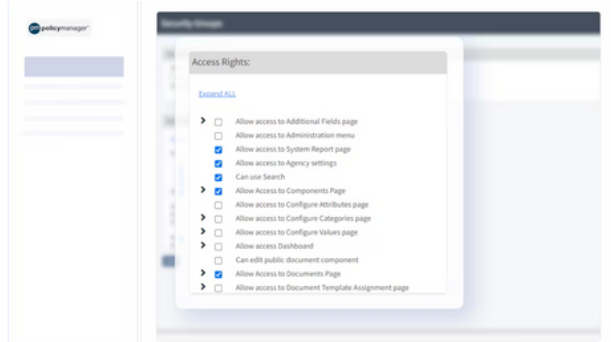 pm policymanager
Security Groups
Access Rights:
Expand ALL
Allow access to Additional Fields page
Allow access to Administration menu
Allow access to System Report page
Allow access to Agency settings
Can use Search
Allow Access to Components Page
Allow access to Configure Attributes page
Allow access to Configure Categories page
Allow access to Configure Values page
Allow access Dashboard
Can edit public document component
Allow Access to Documents Page
Allow access to Document Template Assignment page